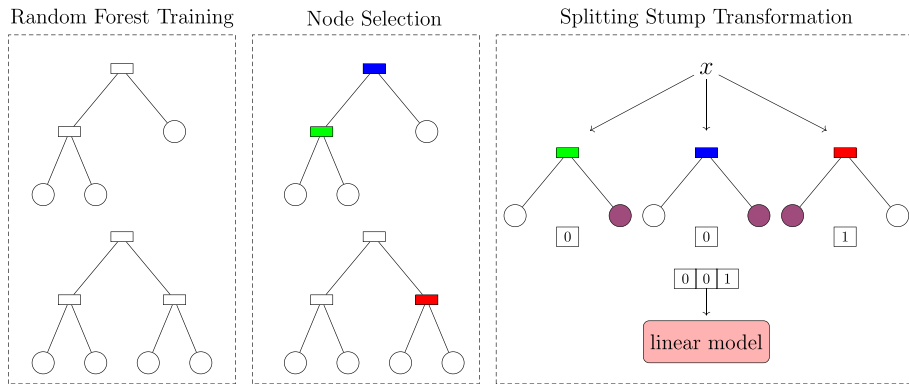 Random Forest Training
Node Selection
Splitting Stump Transformation
x
0
0
1
0 0 1
linear model